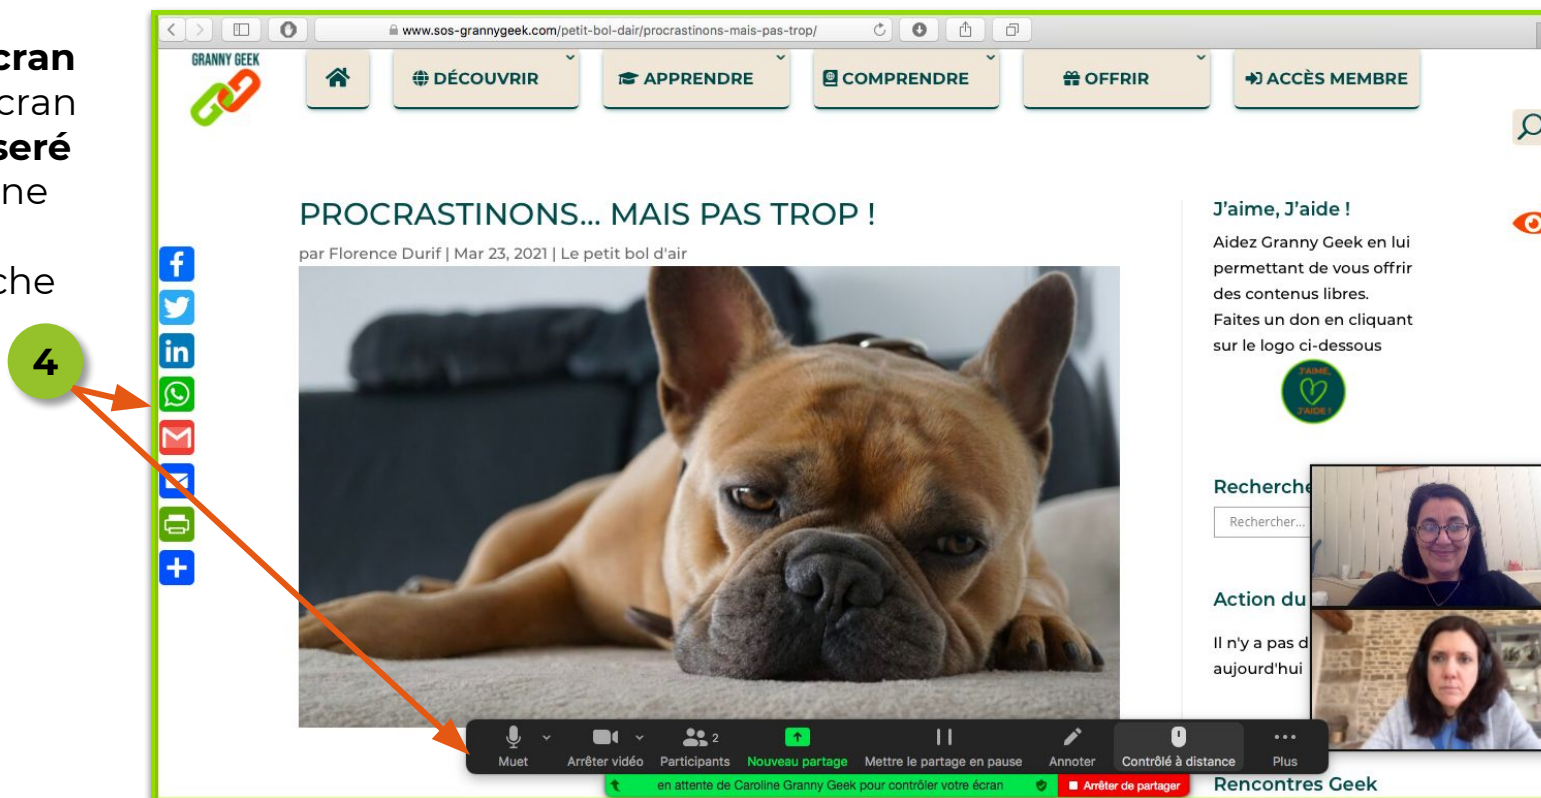 cran
cran
seré
ne
che
4
www.sos-grannygeek.com/petit-bol-dair/procrastinons-mais-pas-trop/
GRANNY GEEK
DÉCOUVRIR
APPRENDRE
COMPRENDRE
OFFRIR
ACCÈS MEMBRE
PROCRASTINONS... MAIS PAS TROP !
par Florence Durif | Mar 23, 2021 | Le petit bol d'air
J'aime, J'aide !
Aidez Granny Geek en lui
permettant de vous offrir
des contenus libres.
Faites un don en cliquant
sur le logo ci-dessous
J'AIME,
J'AIDE !
Recherche
Rechercher...
Action du
Il n'y a pas d
aujourd'hui
Muet
Arrêter vidéo
Participants
2
Nouveau partage
Mettre le partage en pause
Annoter
Contrôlé à distance
Plus
en attente de Caroline Granny Geek pour contrôler votre écran
Arrêter de partager
Rencontres Geek